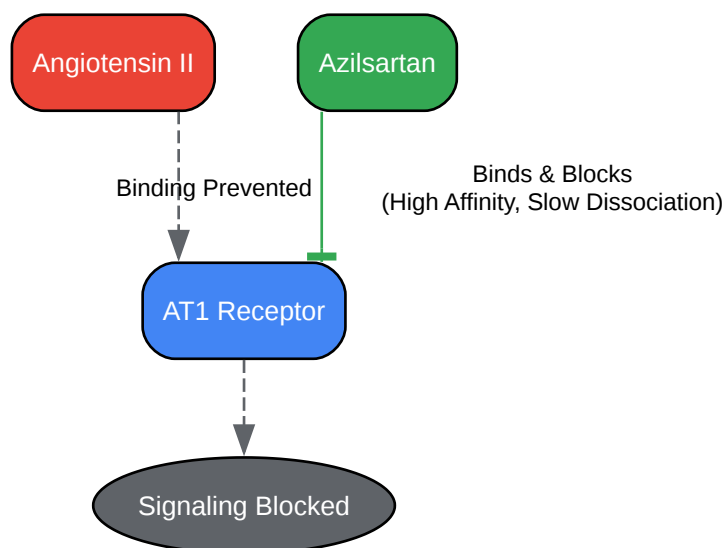 Angiotensin II
Azilsartan
Binding Prevented
Binds & Blocks
(High Affinity, Slow Dissociation)
AT1 Receptor
Signaling Blocked